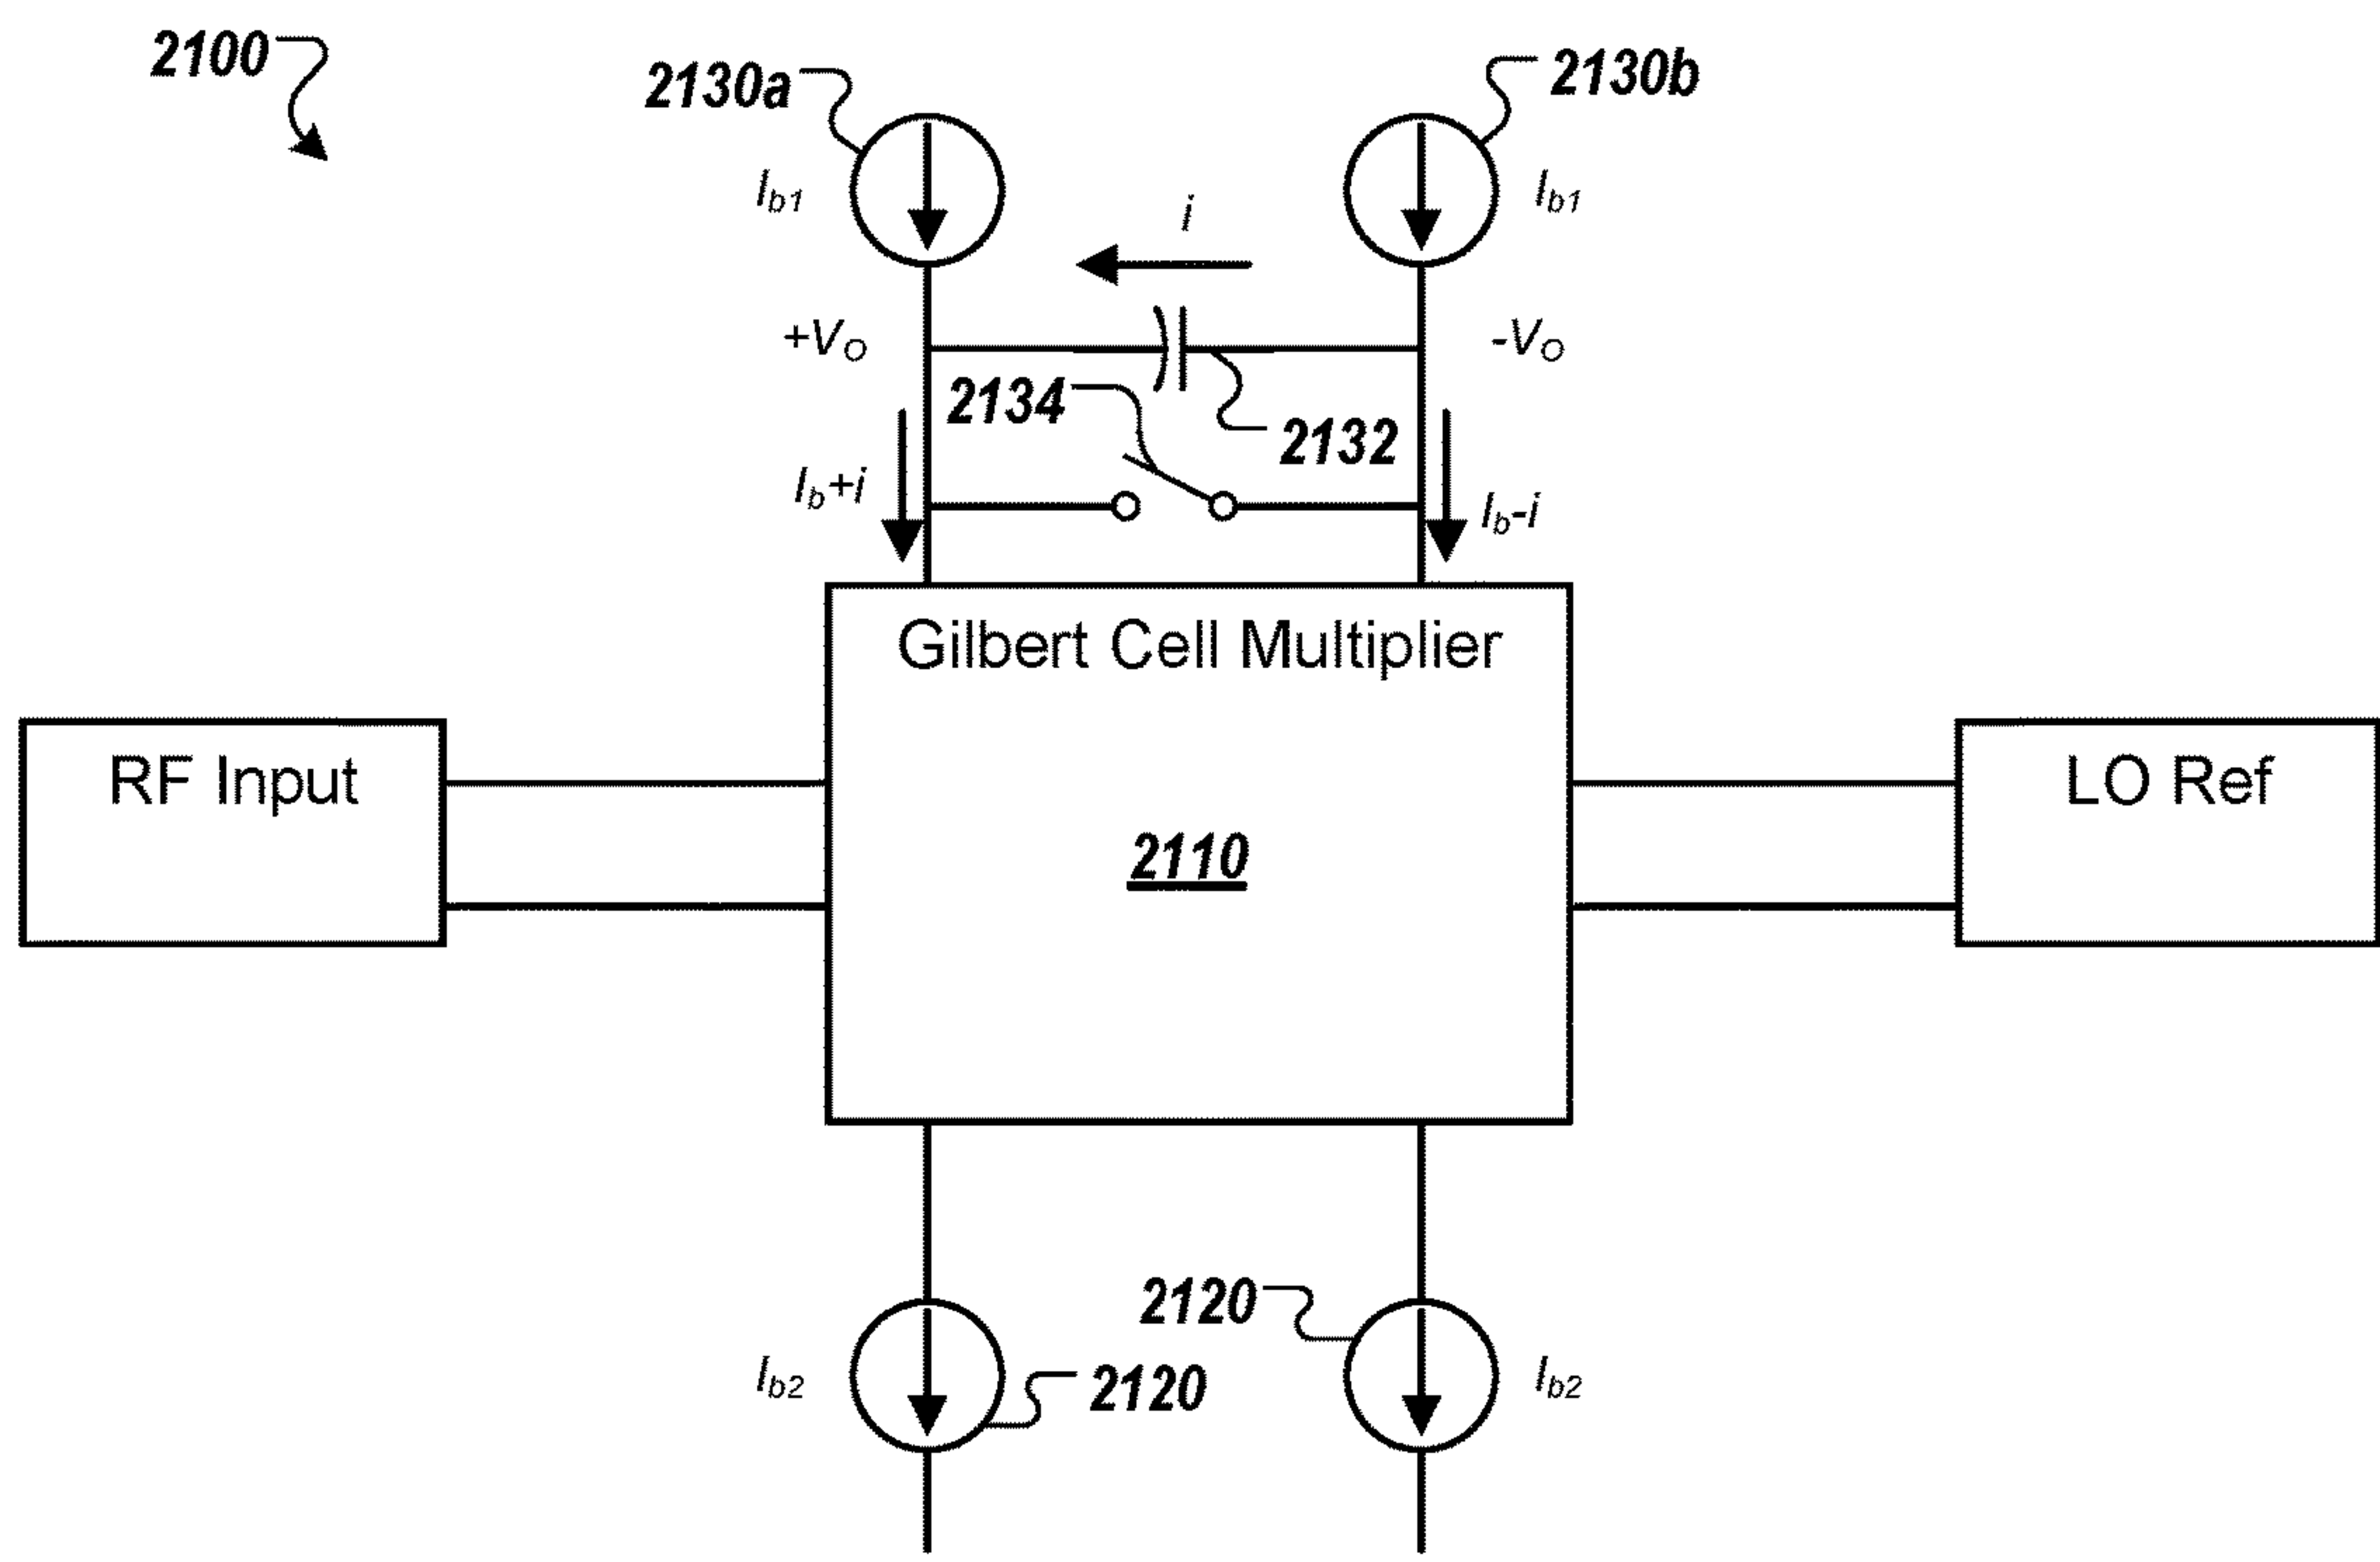 2100
2130a
2130b
Ib1
Ib1
i
+VO
-VO
2134
2132
Ib+i
Ib-i
Gilbert Cell Multiplier
RF Input
LO Ref
2110
2120
Ib2
2120
Ib2